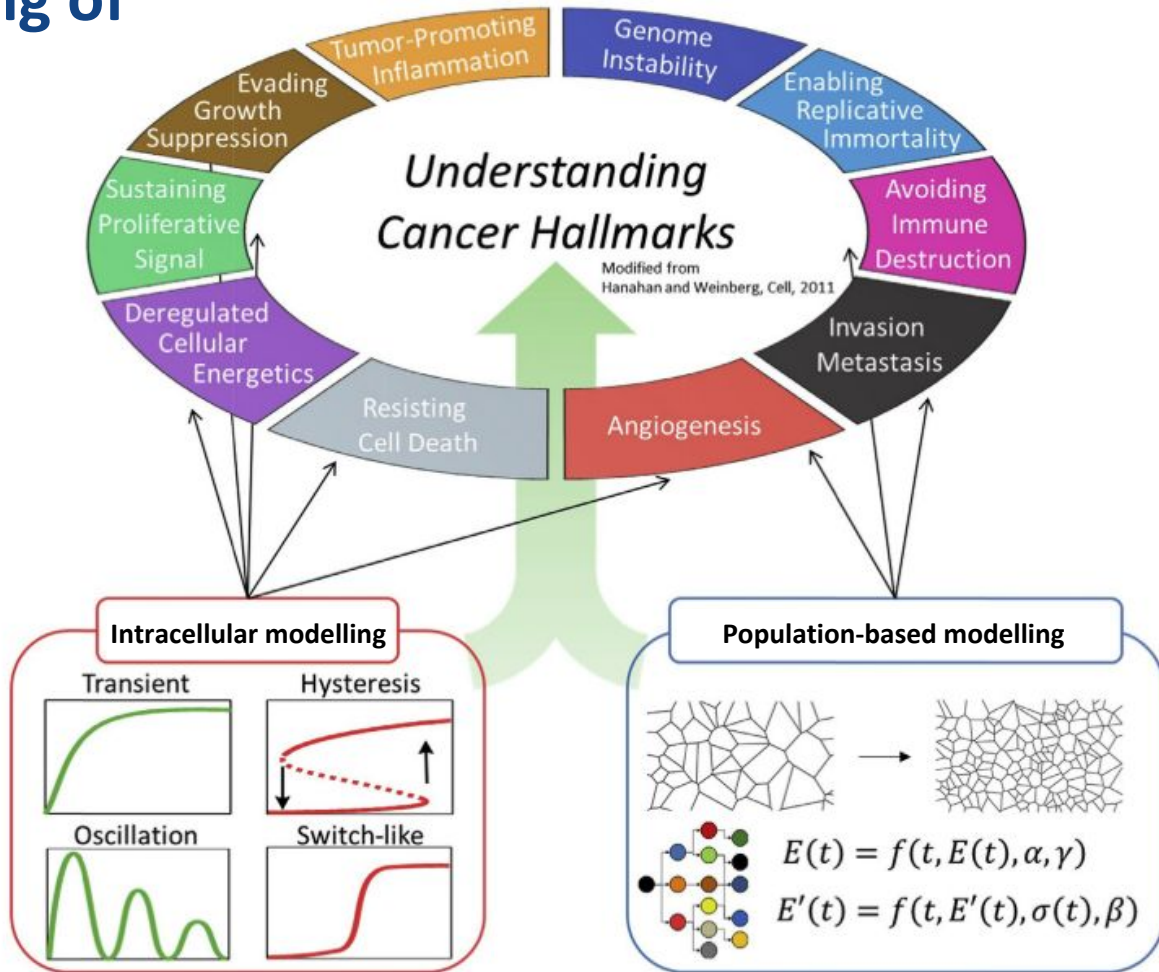 ng of
Tumor-Promoting
Inflammation
Genome
Instability
Evading
Growth
Suppression
Enabling
Replicative
Immortality
Sustaining
Proliferative
Signal
Avoiding
Immune
Destruction
Understanding
Cancer Hallmarks
Modified from
Hanahan and Weinberg, Cell, 2011
Deregulated
Cellular
Energetics
Invasion
Metastasis
Resisting
Cell Death
Angiogenesis
Intracellular modelling
Transient
Hysteresis
Oscillation
Switch-like
Population-based modelling
E(t) = f(t, E(t), α, γ)
E′(t) = f(t, E′(t), σ(t), β)